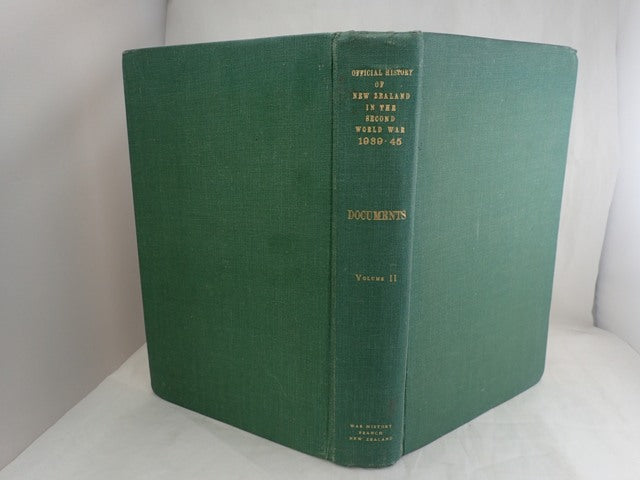 OFFICIAL HISTORY
OF
NEW ZEALAND
IN THE
SECOND
WORLD WAR
1939·45
DOCUMENTS
VOLUME II
WAR HISTORY
BRANCH
NEW ZEALAND